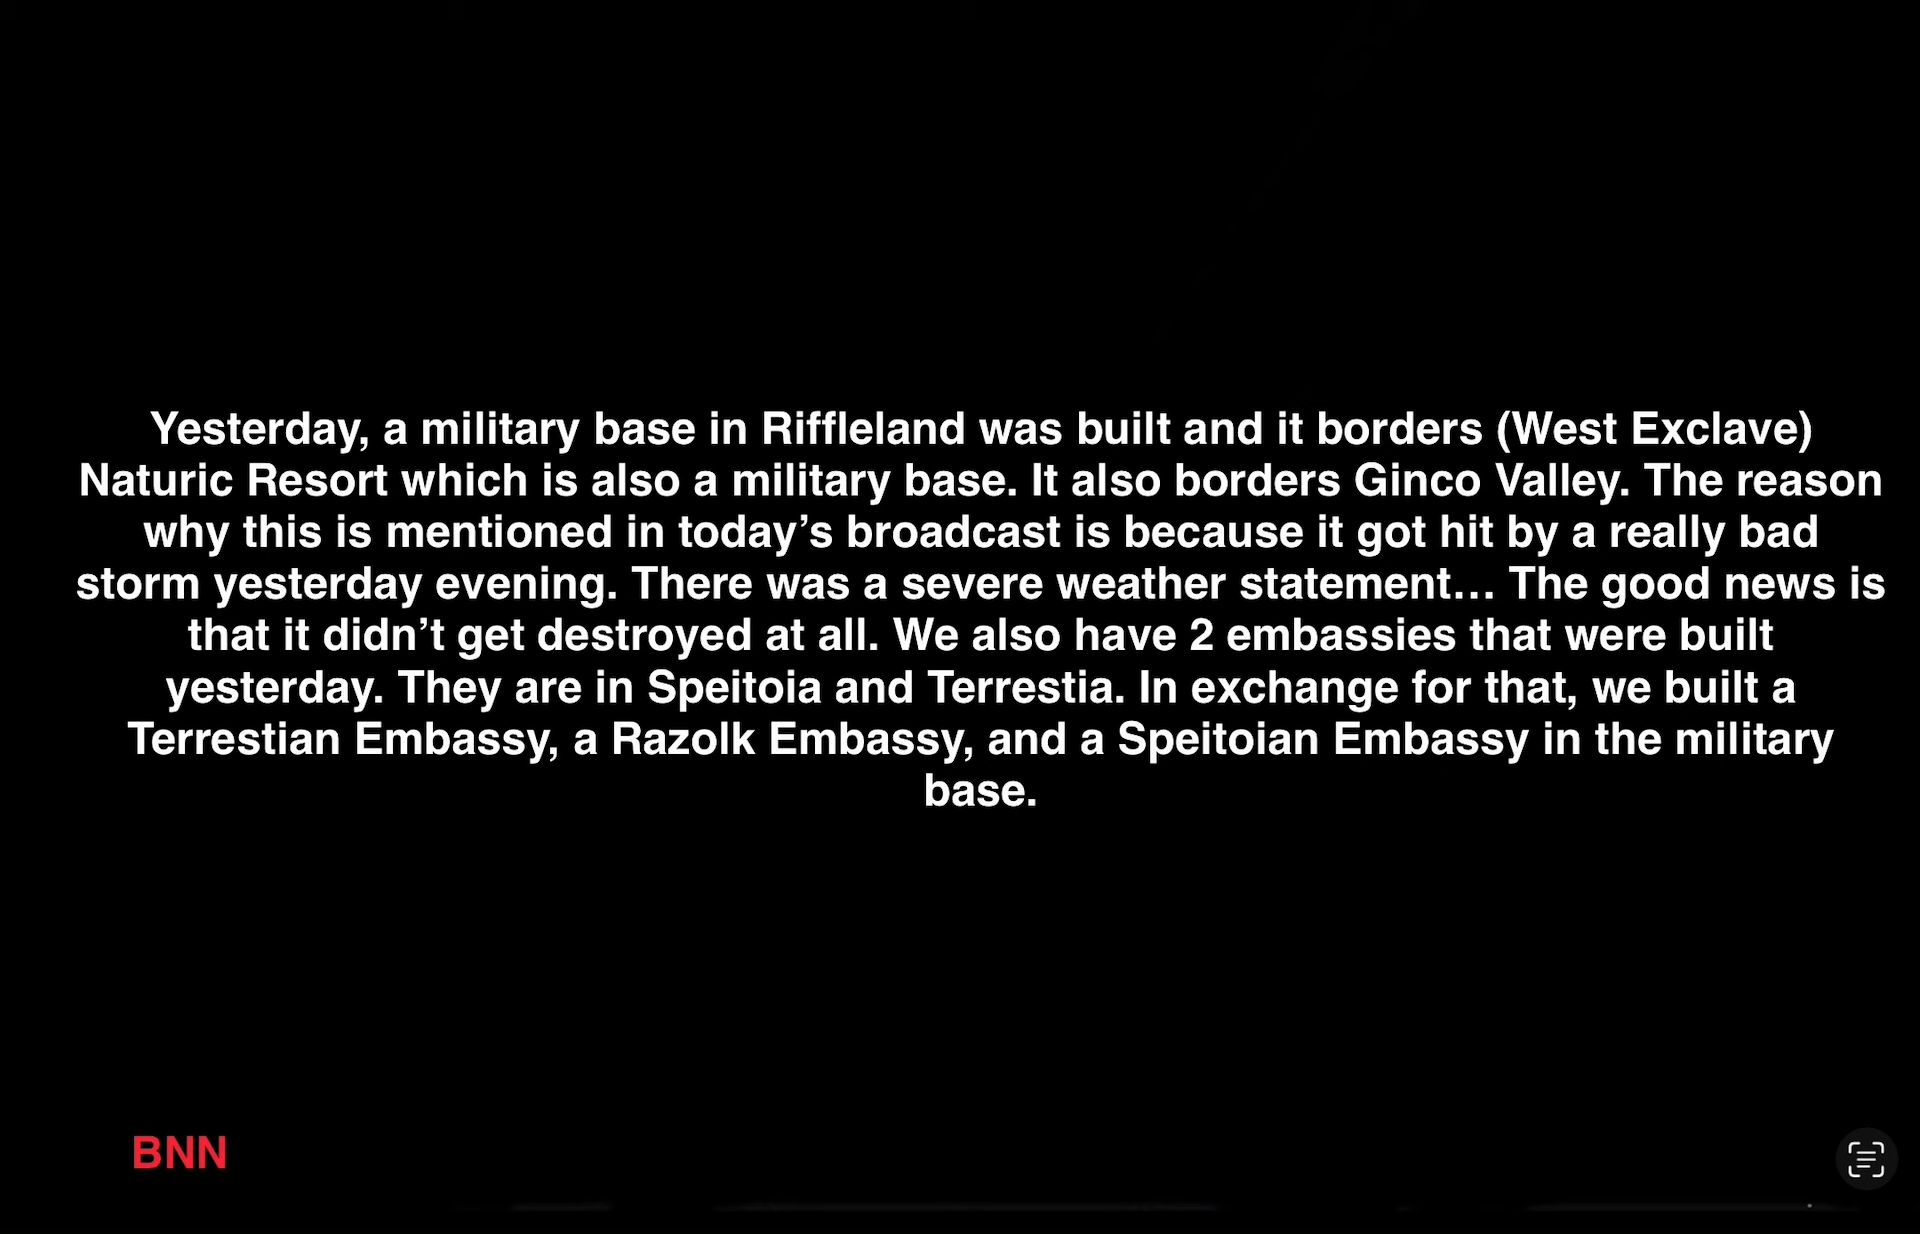 Yesterday, a military base in Riffleland was built and it borders (West Exclave)
Naturic Resort which is also a military base. It also borders Ginco Valley. The reason
why this is mentioned in today’s broadcast is because it got hit by a really bad
storm yesterday evening. There was a severe weather statement… The good news is
that it didn’t get destroyed at all. We also have 2 embassies that were built
yesterday. They are in Speitoia and Terrestia. In exchange for that, we built a
Terrestian Embassy, a Razolk Embassy, and a Speitoian Embassy in the military
base.
BNN